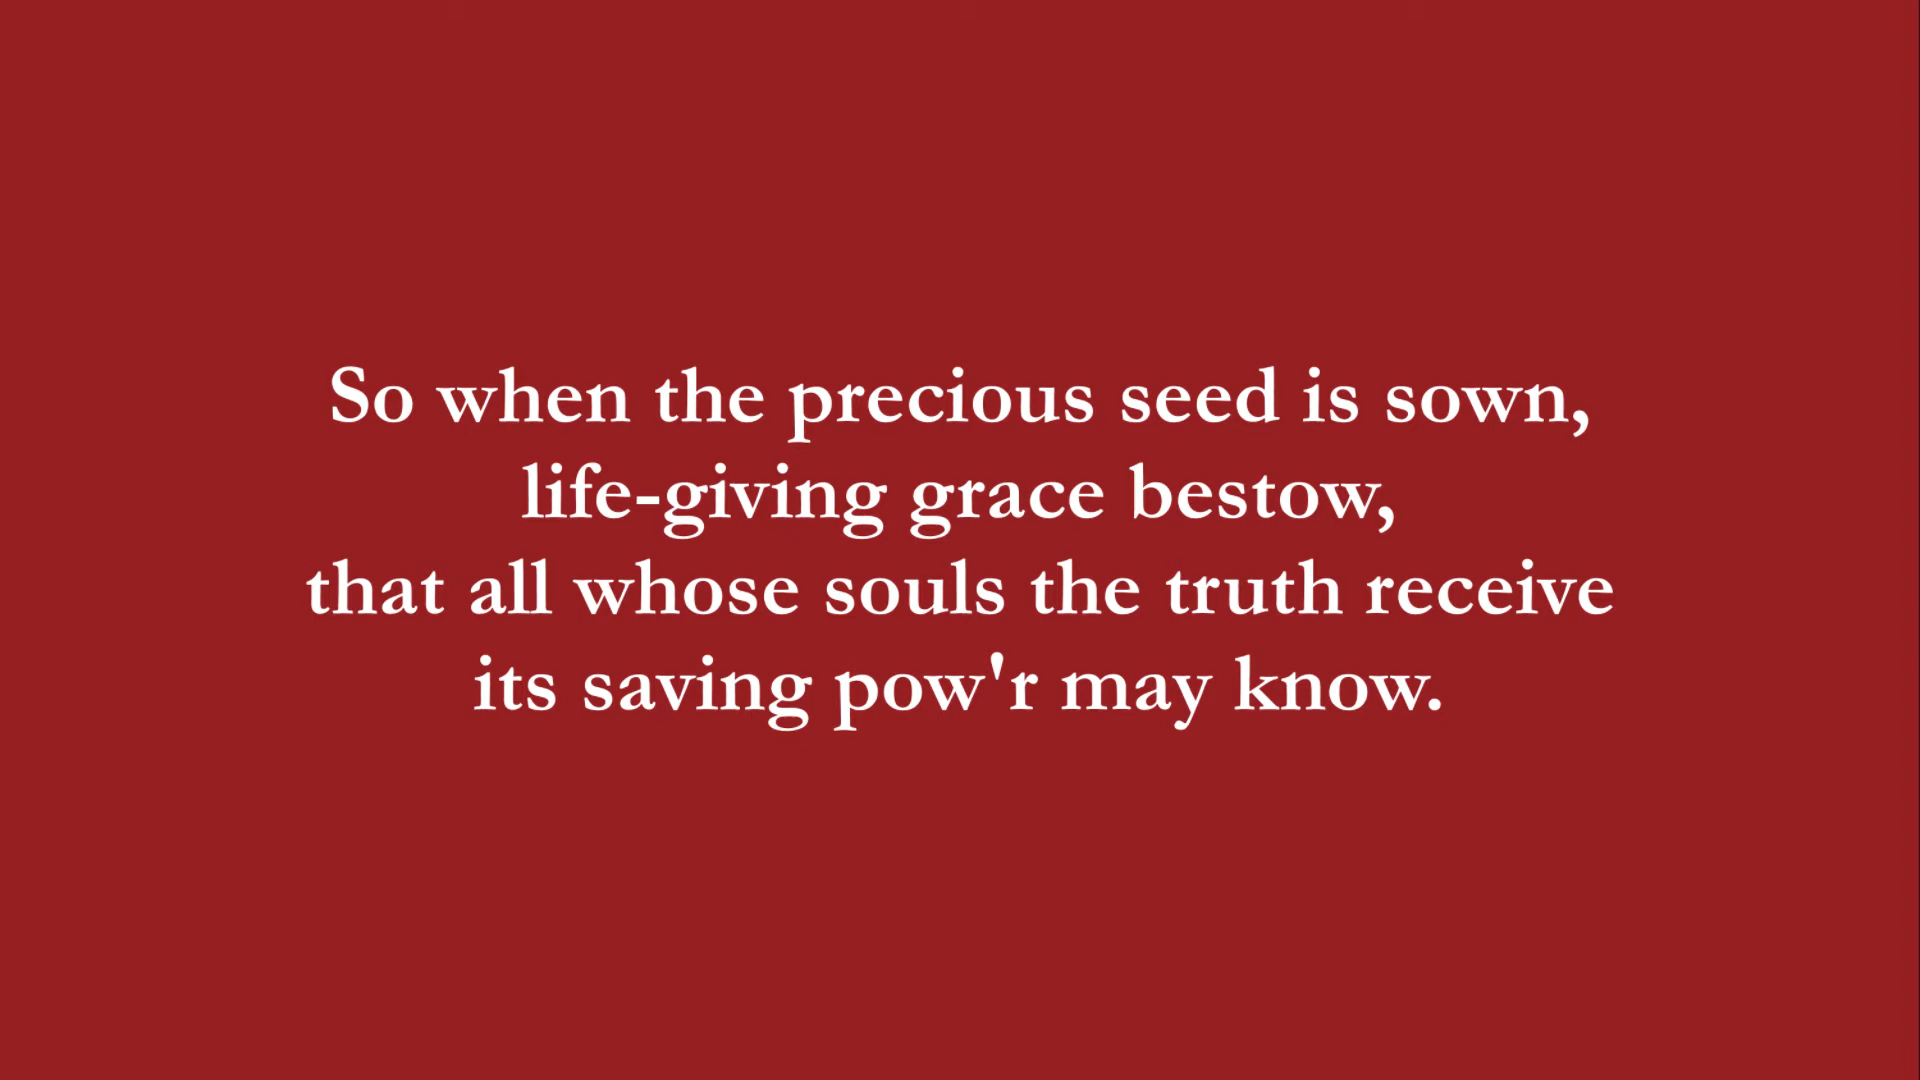 So when the precious seed is sown,
life-giving grace bestow,
that all whose souls the truth receive
its saving pow'r may know.